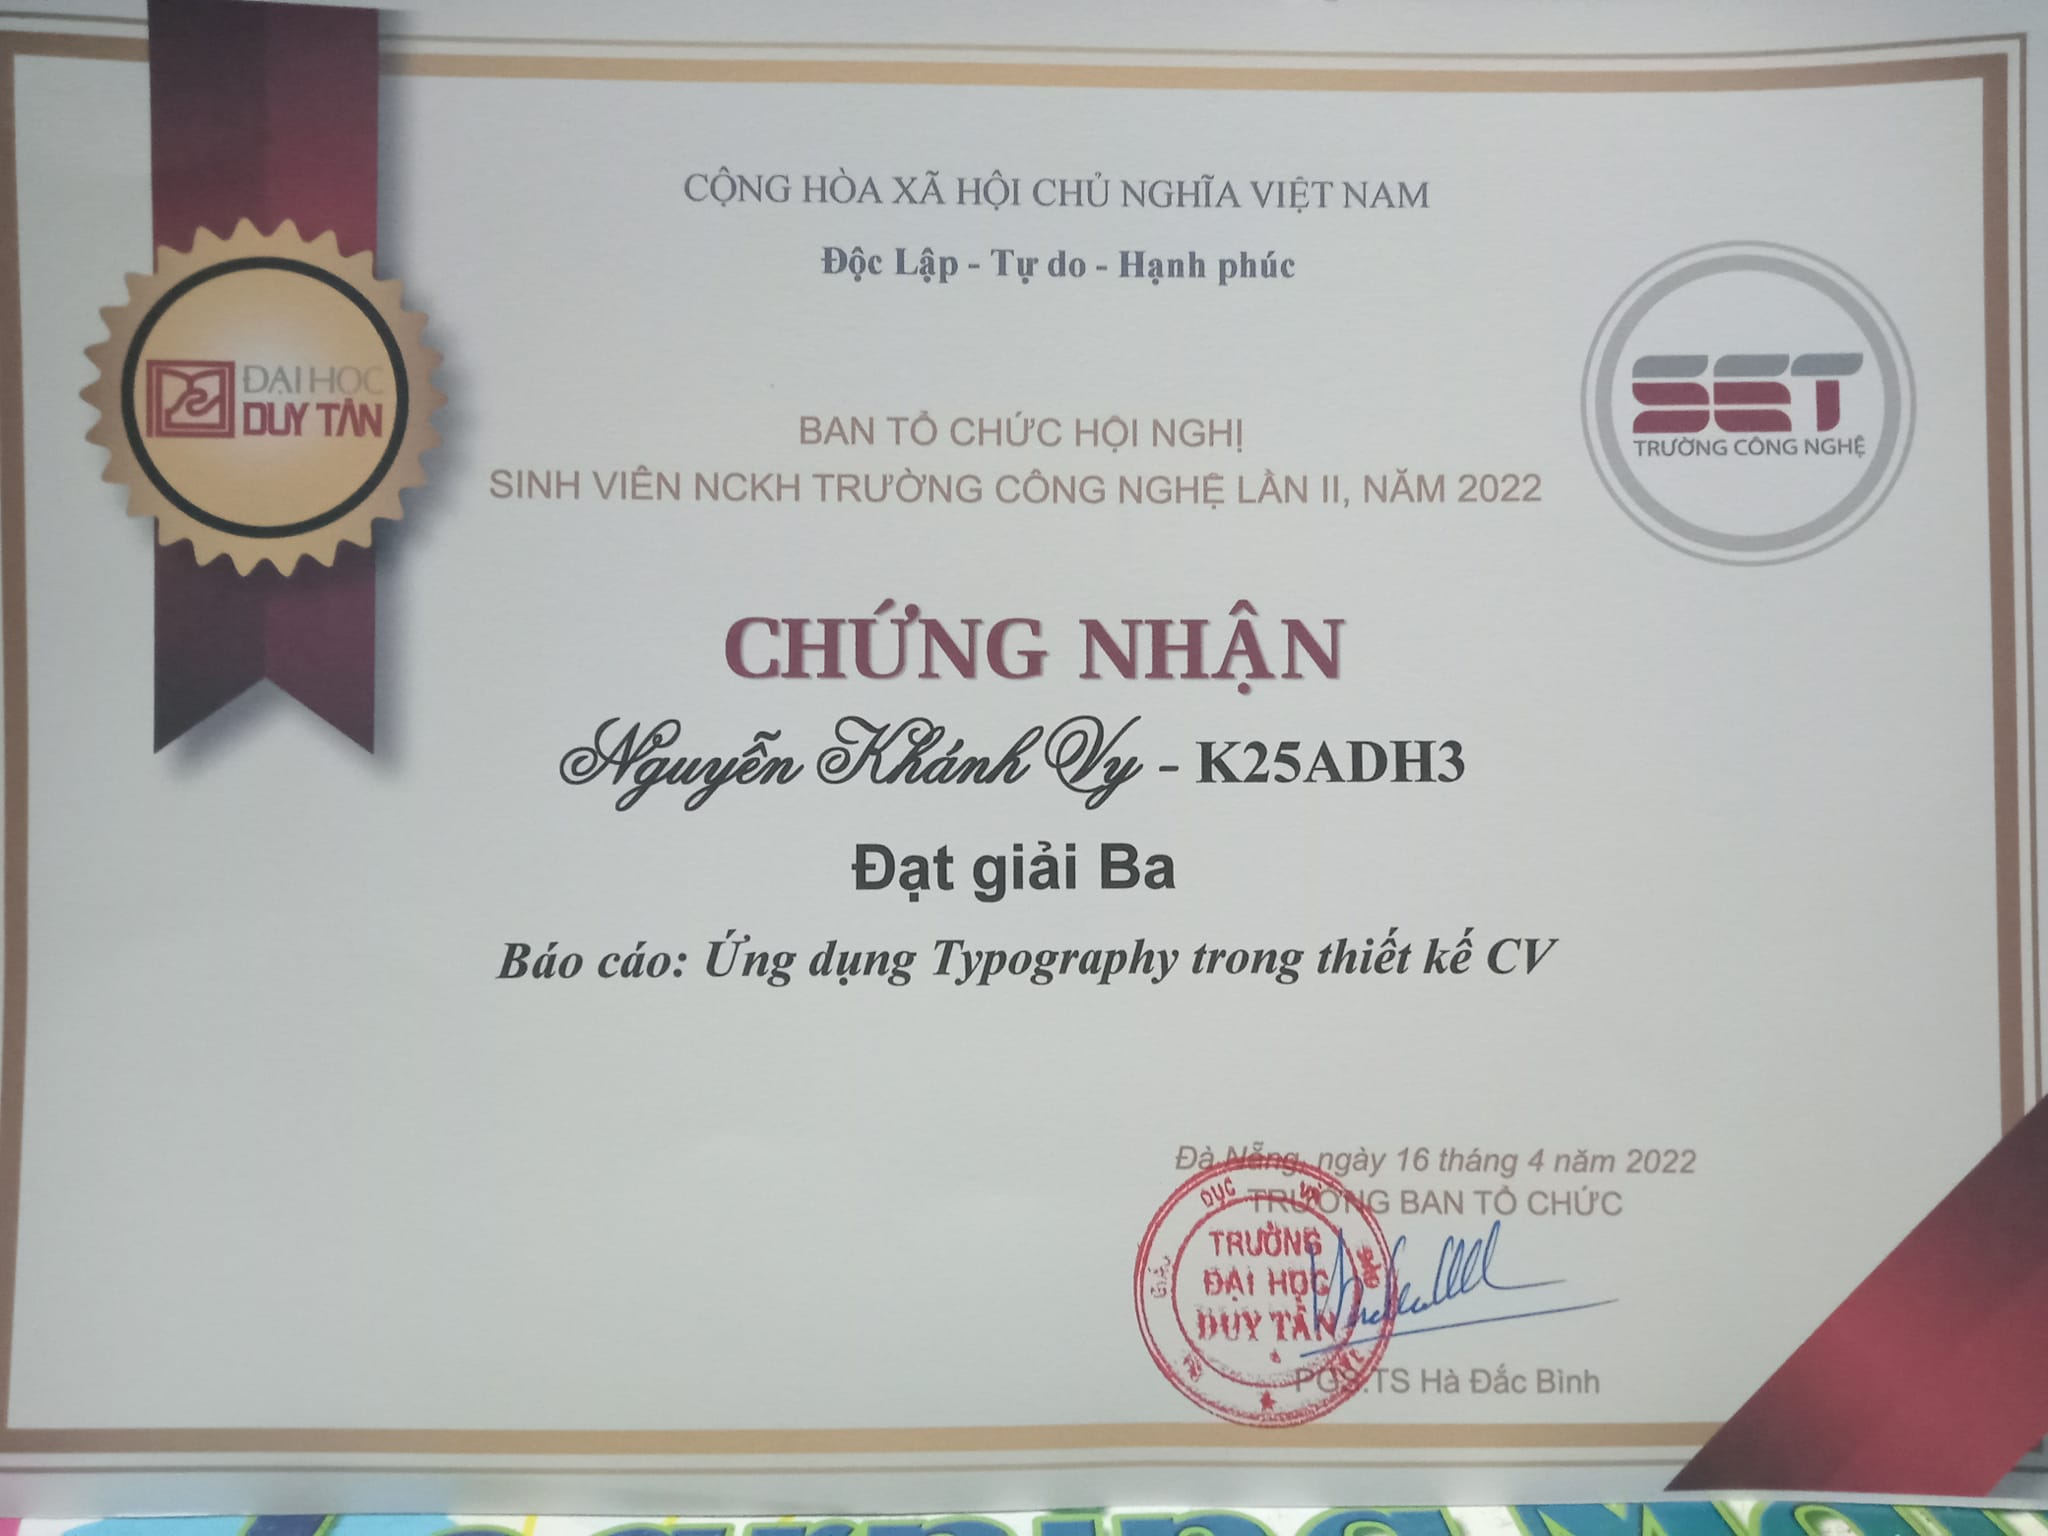 CỘNG HÒA XÃ HỘI CHỦ NGHĨA VIỆT NAM
Độc Lập - Tự do - Hạnh phúc
ĐẠI HỌC
DUY TÂN
SET
TRƯỜNG CÔNG NGHỆ
BAN TỔ CHỨC HỘI NGHỊ
SINH VIÊN NCKH TRƯỜNG CÔNG NGHỆ LẦN II, NĂM 2022
CHỨNG NHẬN
Nguyễn Khánh Vy - K25ADH3
Đạt giải Ba
Báo cáo: Ứng dụng Typography trong thiết kế CV
Đà Nẵng, ngày 16 tháng 4 năm 2022
TRƯỞNG BAN TỔ CHỨC
TRƯỜNG
ĐẠI HỌC
DUY TÂN
PGS.TS Hà Đắc Bình